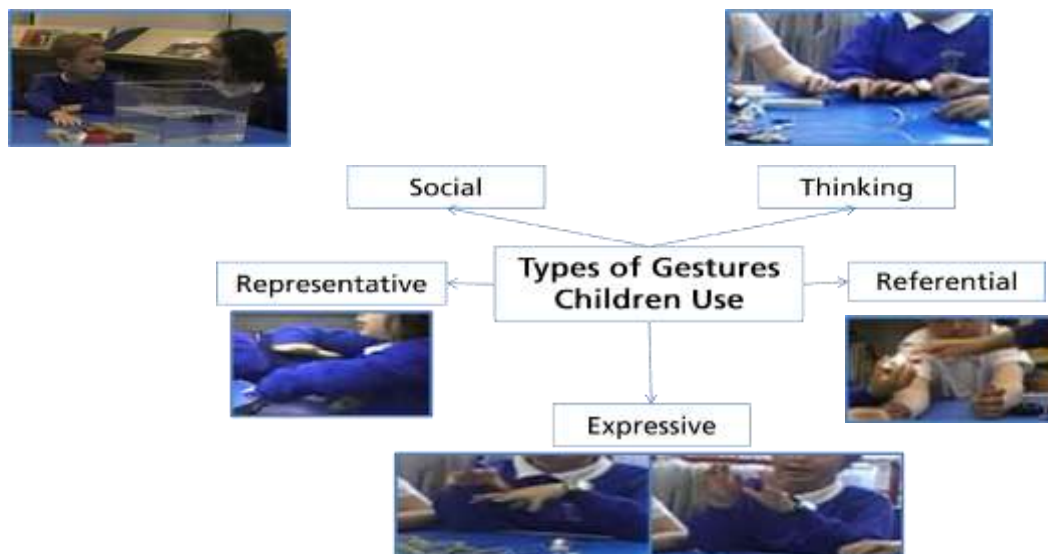 Social
Thinking
Types of Gestures
Children Use
Representative
Referential
Expressive